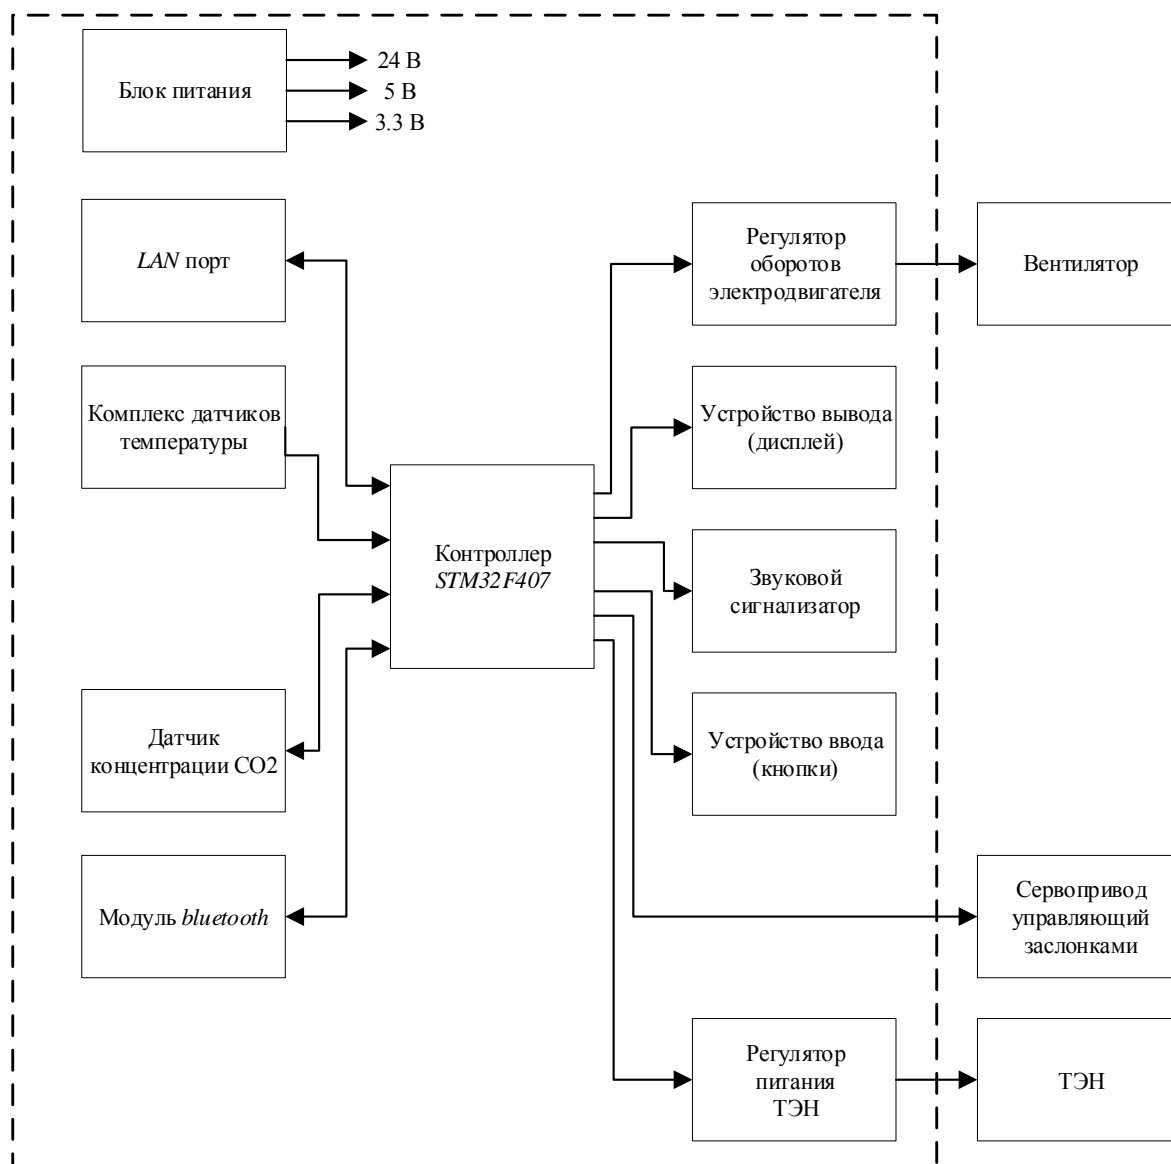 Блок питания
24 В
5 В
3.3 В
LAN порт
Регулятор
оборотов
электродвигателя
Вентилятор
Комплекс датчиков
температуры
Устройство вывода
(дисплей)
Контроллер
STM32F407
Звуковой
сигнализатор
Датчик
концентрации CO2
Устройство ввода
(кнопки)
Модуль bluetooth
Сервопривод
управляющий
заслонками
Регулятор
питания
ТЭН
ТЭН